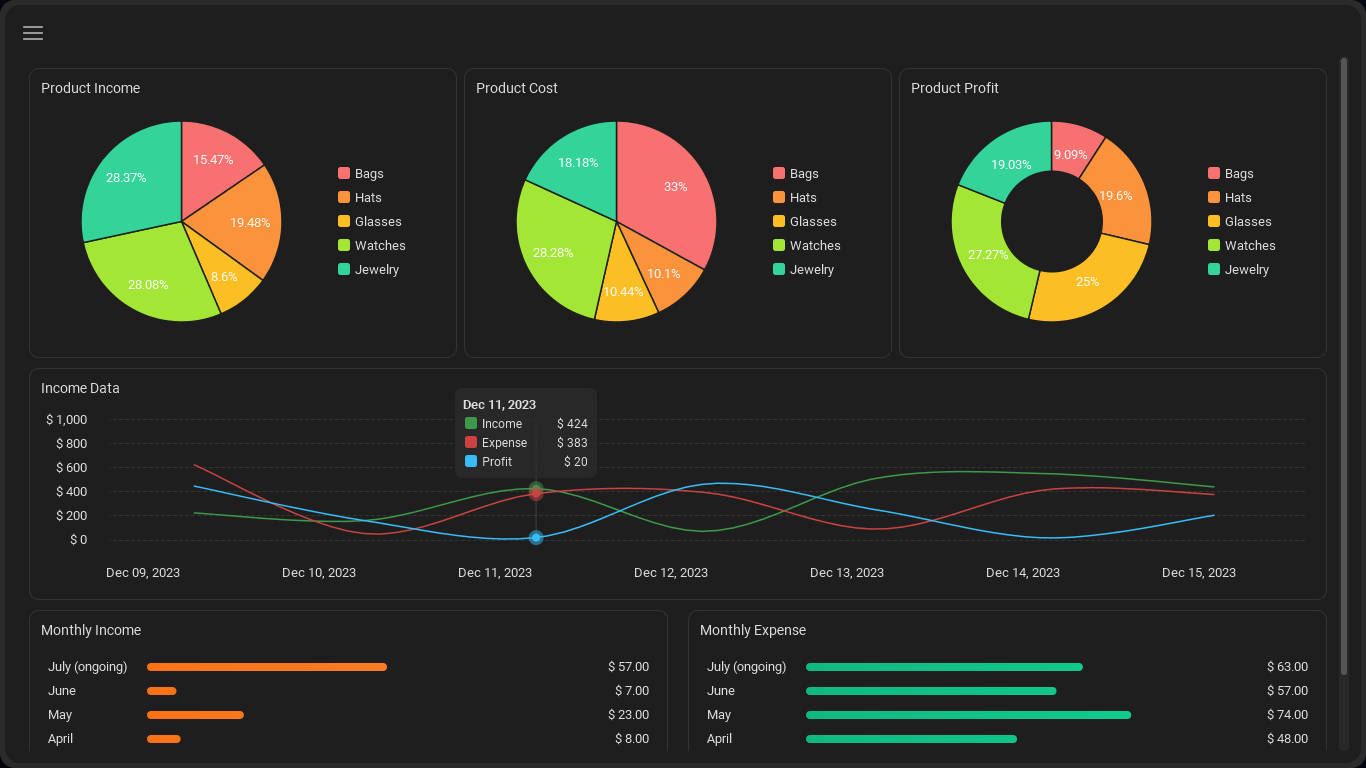 Product Income
28.37%
15.47%
19.48%
8.6%
28.08%
Bags
Hats
Glasses
Watches
Jewelry
Product Cost
18.18%
33%
28.28%
10.1%
10.44%
Bags
Hats
Glasses
Watches
Jewelry
Product Profit
19.03%
9.09%
19.6%
27.27%
25%
Bags
Hats
Glasses
Watches
Jewelry
Income Data
$ 1,000
$ 800
$ 600
$ 400
$ 200
$ 0
Dec 11, 2023
Income $ 424
Expense $ 383
Profit $ 20
Dec 09, 2023 Dec 10, 2023 Dec 11, 2023 Dec 12, 2023 Dec 13, 2023 Dec 14, 2023 Dec 15, 2023
Monthly Income
July (ongoing) $ 57.00
June $ 7.00
May $ 23.00
April $ 8.00
Monthly Expense
July (ongoing) $ 63.00
June $ 57.00
May $ 74.00
April $ 48.00